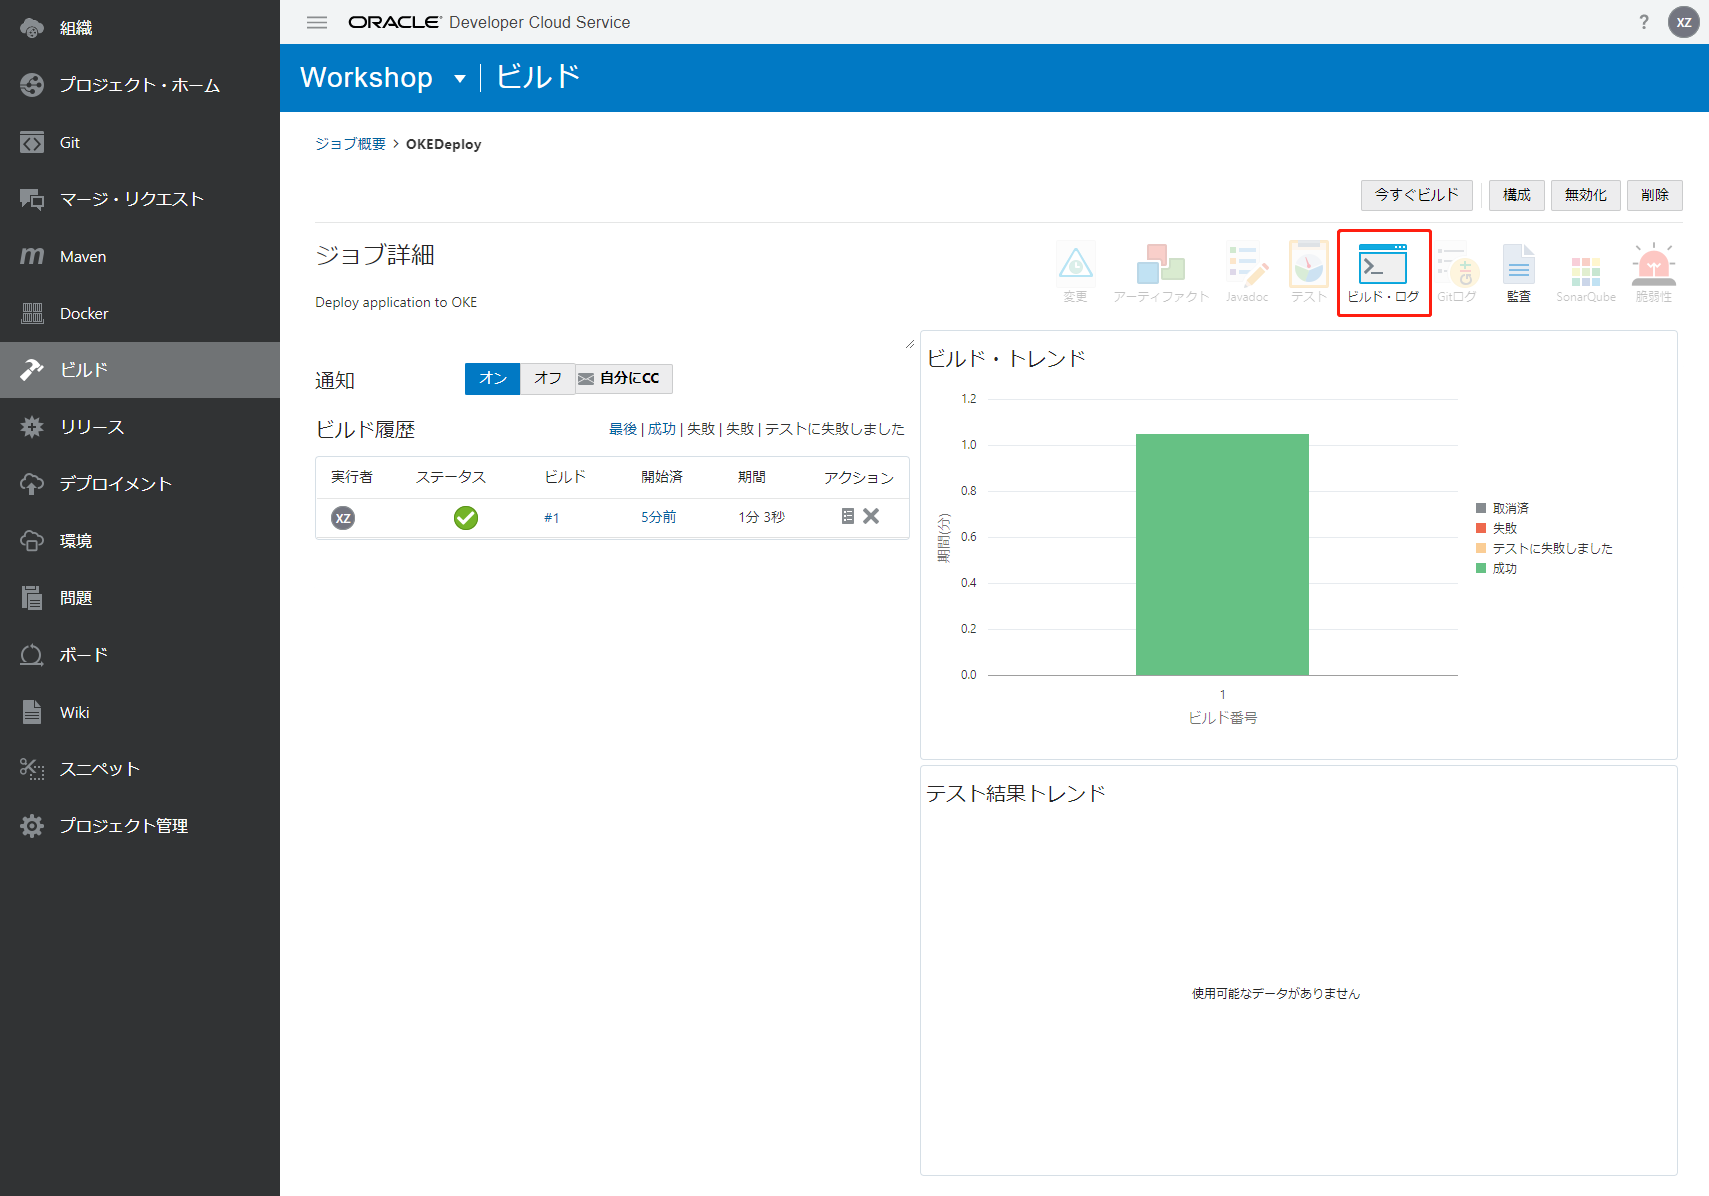 組織
プロジェクト・ホーム
Git
マージ・リクエスト
Maven
Docker
ビルド
リリース
デプロイメント
環境
問題
ボード
Wiki
スニペット
プロジェクト管理
ORACLE Developer Cloud Service
? XZ
Workshop ビルド
ジョブ概要 > OKEDeploy
今すぐビルド 構成 無効化 削除
ジョブ詳細
Deploy application to OKE
変更 アーティファクト Javadoc テスト ビルド・ログ Gitログ 監査 SonarQube 脆弱性
通知 オン オフ 自分にCC
ビルド履歴 最後 | 成功 | 失敗 | 失敗 | テストに失敗しました
実行者 ステータス ビルド 開始済 期間 アクション
XZ #1 5分前 1分 3秒
ビルド・トレンド
1.2
1.0
0.8
0.6
0.4
0.2
0.0
期間(分)
1
ビルド番号
取消済
失敗
テストに失敗しました
成功
テスト結果トレンド
使用可能なデータがありません